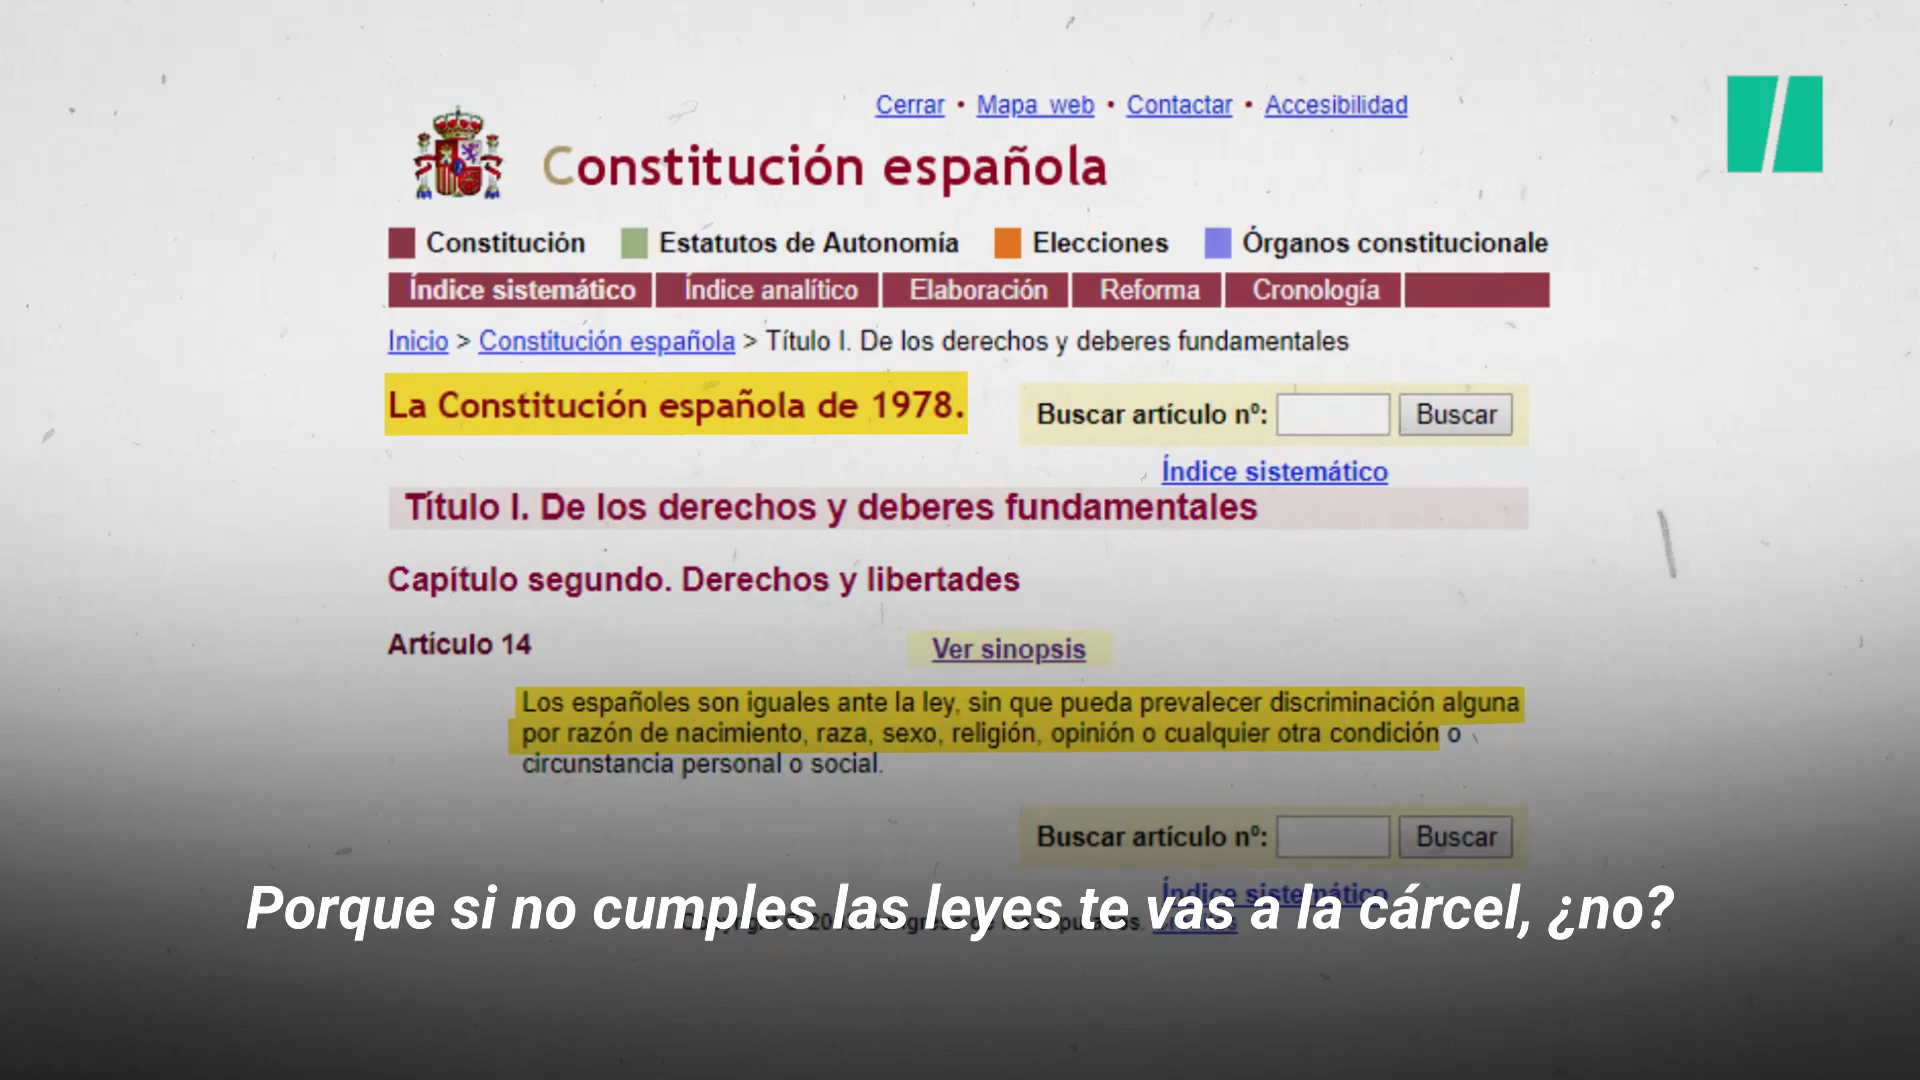 Cerrar • Mapa web • Contactar • Accesibilidad
Constitución española
Constitución Estatutos de Autonomía Elecciones Órganos constitucionale
Índice sistemático Índice analítico Elaboración Reforma Cronología
Inicio > Constitución española > Título I. De los derechos y deberes fundamentales
La Constitución española de 1978.
Buscar artículo nº: Buscar
Índice sistemático
Título I. De los derechos y deberes fundamentales
Capítulo segundo. Derechos y libertades
Artículo 14 Ver sinopsis
Los españoles son iguales ante la ley, sin que pueda prevalecer discriminación alguna
por razón de nacimiento, raza, sexo, religión, opinión o cualquier otra condición o
circunstancia personal o social.
Buscar artículo nº: Buscar
Índice sistemático
Porque si no cumples las leyes te vas a la cárcel, ¿no?